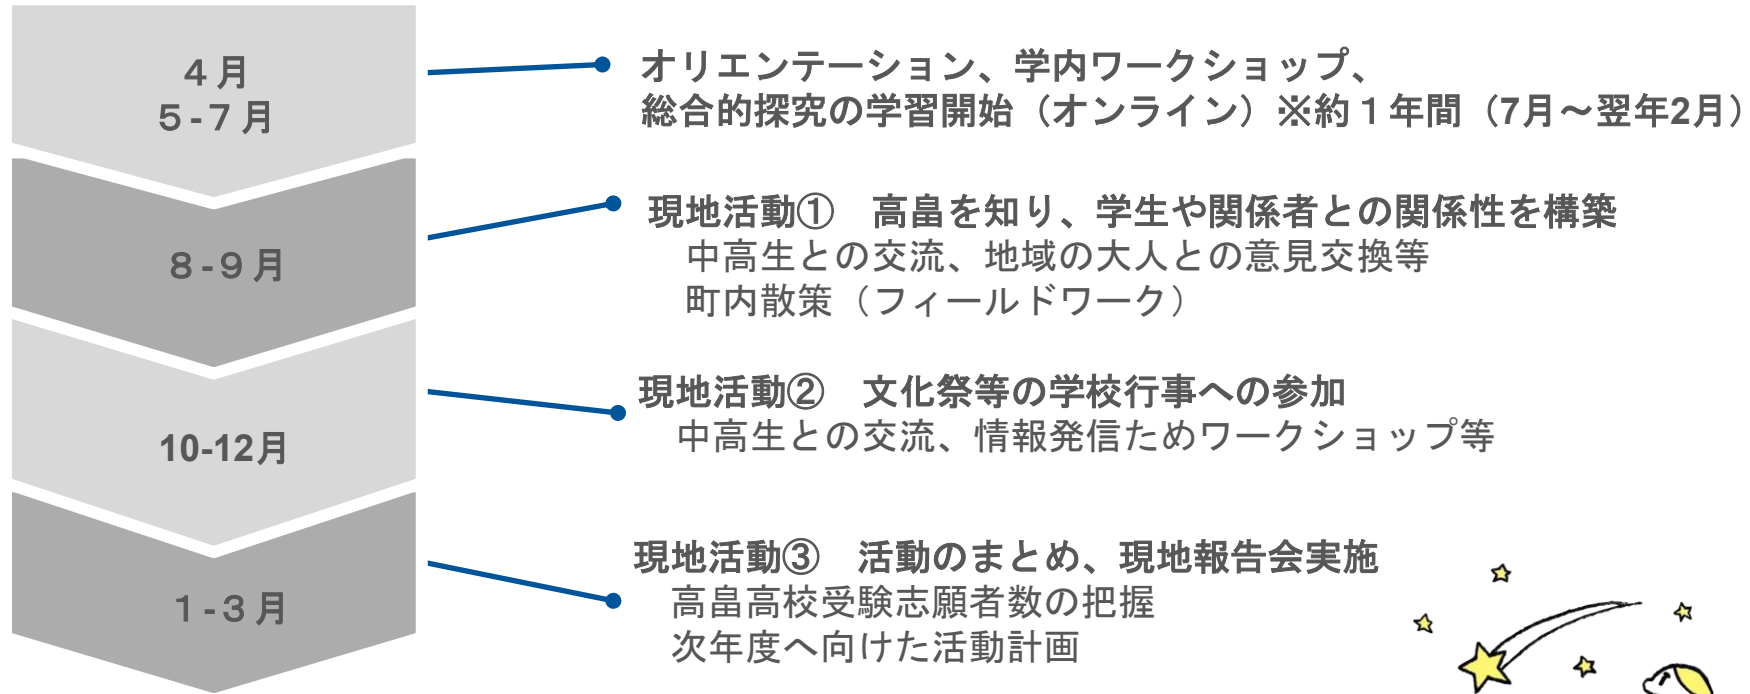 ４月
５-７月
オリエンテーション、学内ワークショップ、
総合的探究の学習開始（オンライン）※約１年間（7月～翌年2月）
８-９月
現地活動①　高畠を知り、学生や関係者との関係性を構築
中高生との交流、地域の大人との意見交換等
町内散策（フィールドワーク）
10-12月
現地活動②　文化祭等の学校行事への参加
中高生との交流、情報発信ためワークショップ等
１-３月
現地活動③　活動のまとめ、現地報告会実施
高畠高校受験志願者数の把握
次年度へ向けた活動計画